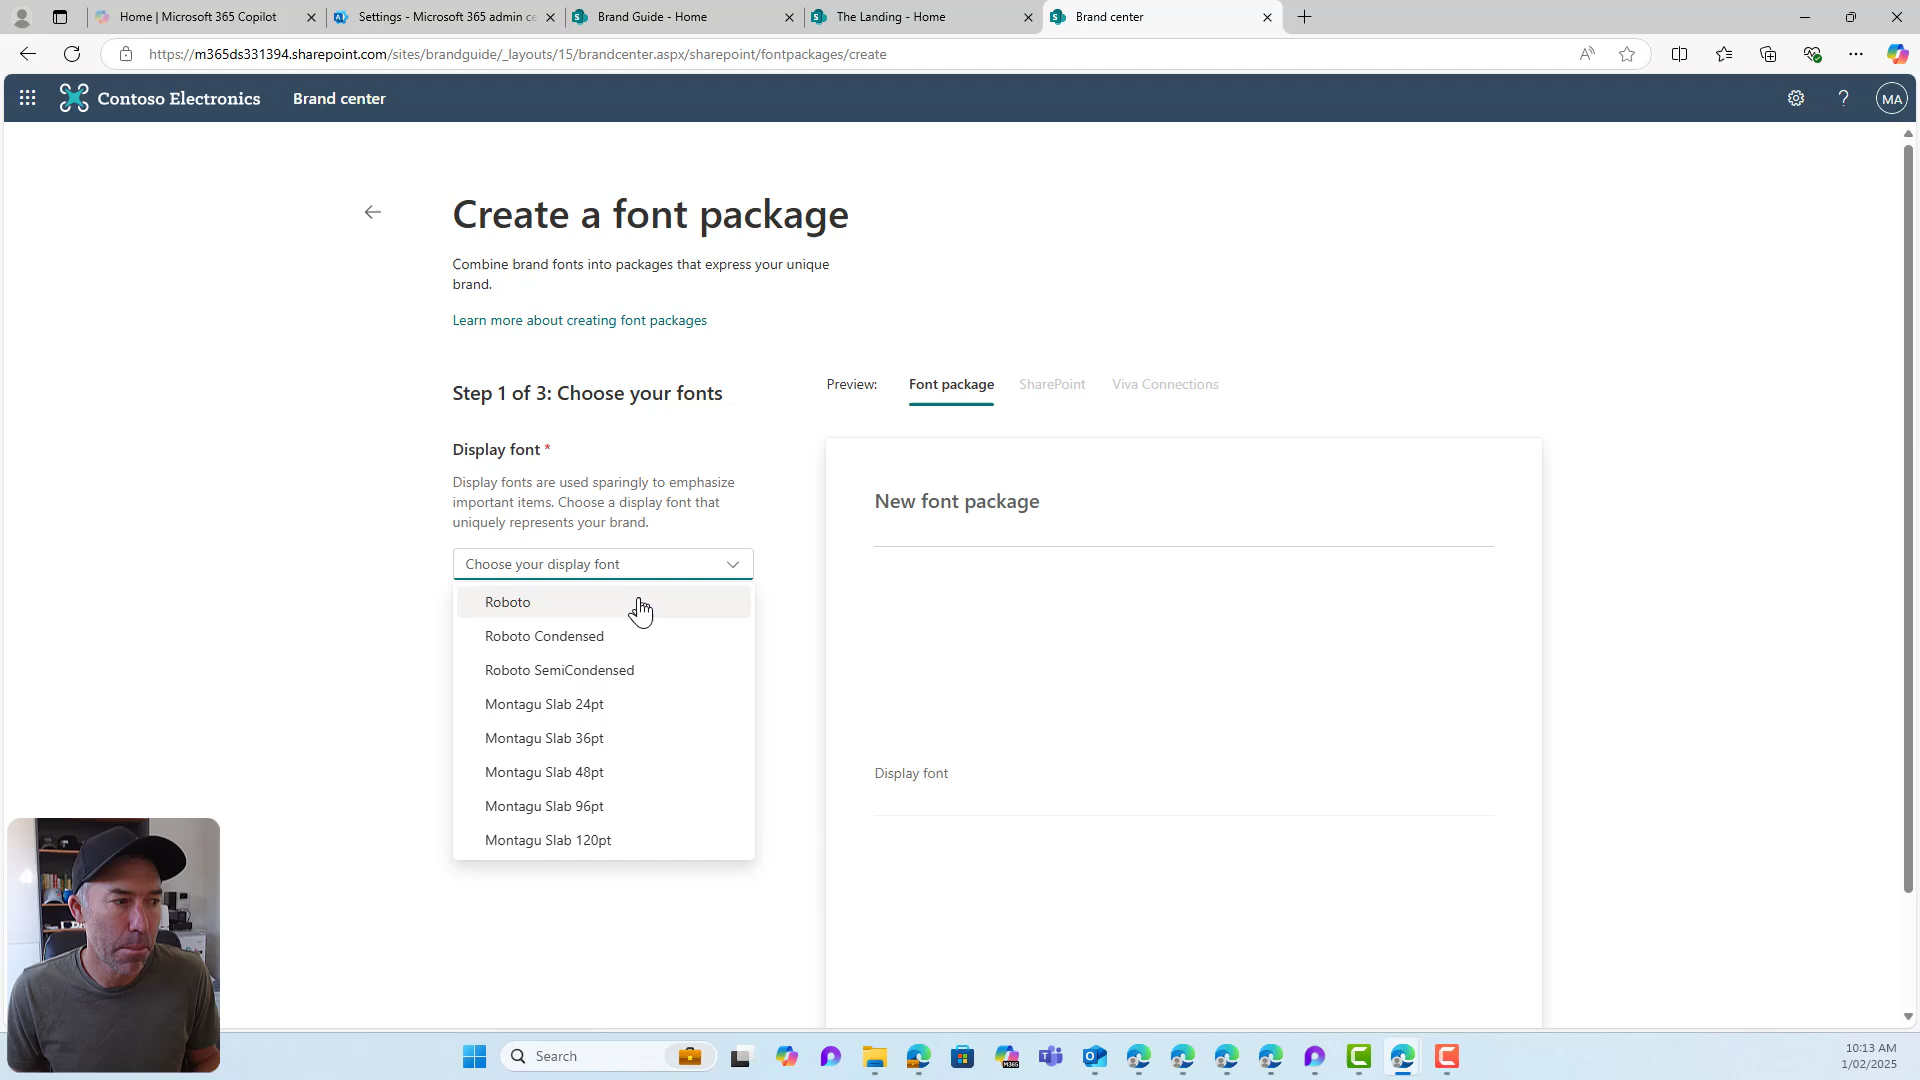 Home | Microsoft 365 Copilot
Settings - Microsoft 365 admin ce
Brand Guide - Home
The Landing - Home
Brand center
https://m365ds331394.sharepoint.com/sites/brandguide/_layouts/15/brandcenter.aspx/sharepoint/fontpackages/create
Contoso Electronics
Brand center
MA
Create a font package
Combine brand fonts into packages that express your unique
brand.
Learn more about creating font packages
Step 1 of 3: Choose your fonts
Preview:
Font package
SharePoint
Viva Connections
Display font *
Display fonts are used sparingly to emphasize
important items. Choose a display font that
uniquely represents your brand.
Choose your display font
Roboto
Roboto Condensed
Roboto SemiCondensed
Montagu Slab 24pt
Montagu Slab 36pt
Montagu Slab 48pt
Montagu Slab 96pt
Montagu Slab 120pt
New font package
Display font
Search
M365
10:13 AM
1/02/2025